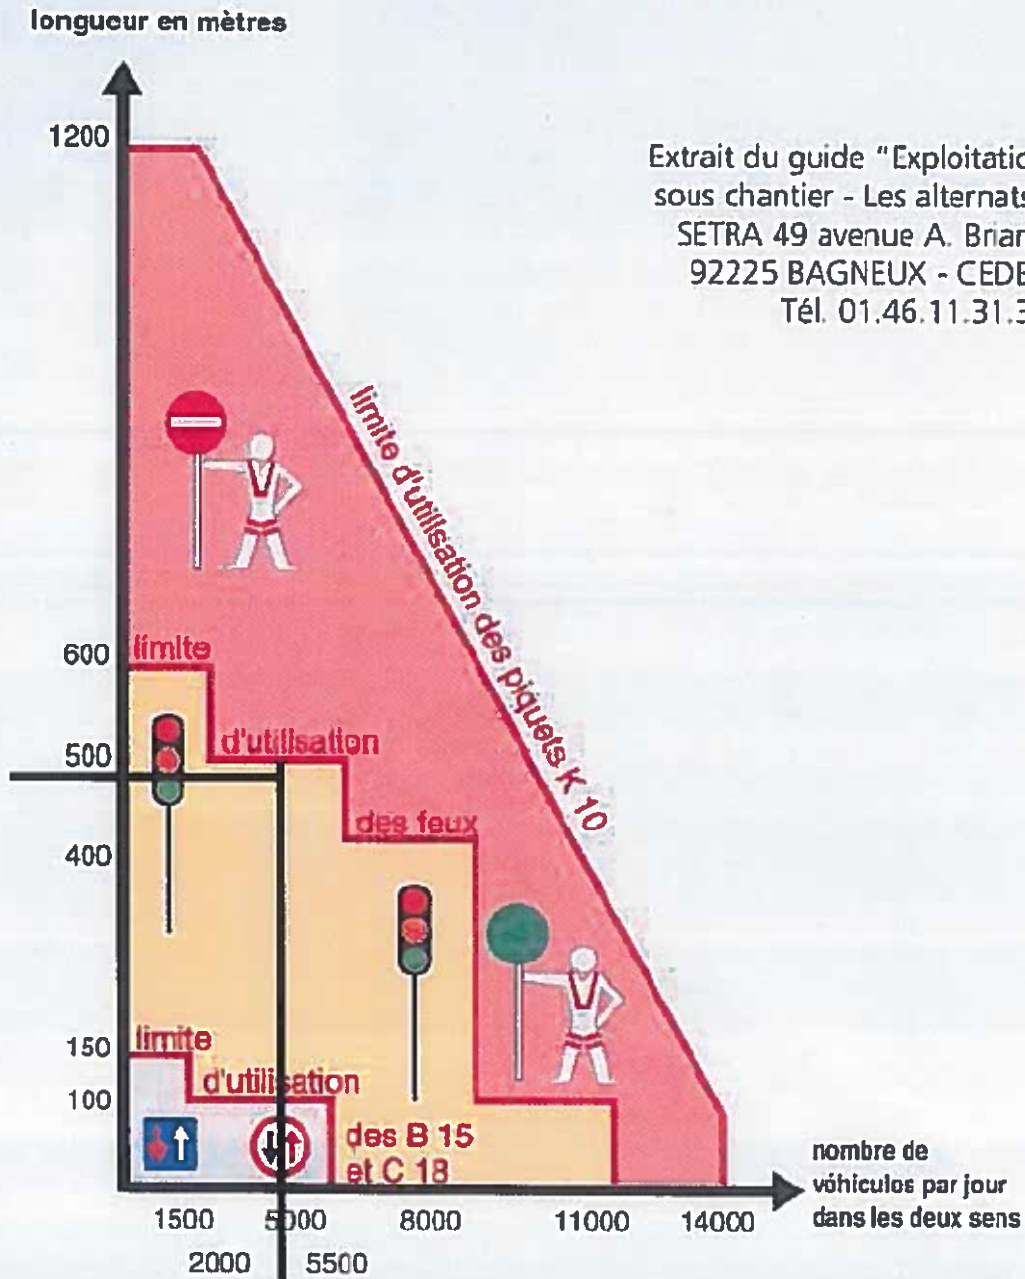 longueur en mètres
1200
Extrait du guide "Exploitatio
sous chantier - Les alternats
SETRA 49 avenue A. Brian
92225 BAGNEUX - CEDE
Tél. 01.46.11.31.3
limite d'utilisation des piquets K 10
600
limite
500
d'utilisation
400
des feux
150
limite
100
d'utilisation
des B 15
et C 18
nombre de
véhicules par jour
dans les deux sens
1500 5000 8000 11000 14000
2000 5500